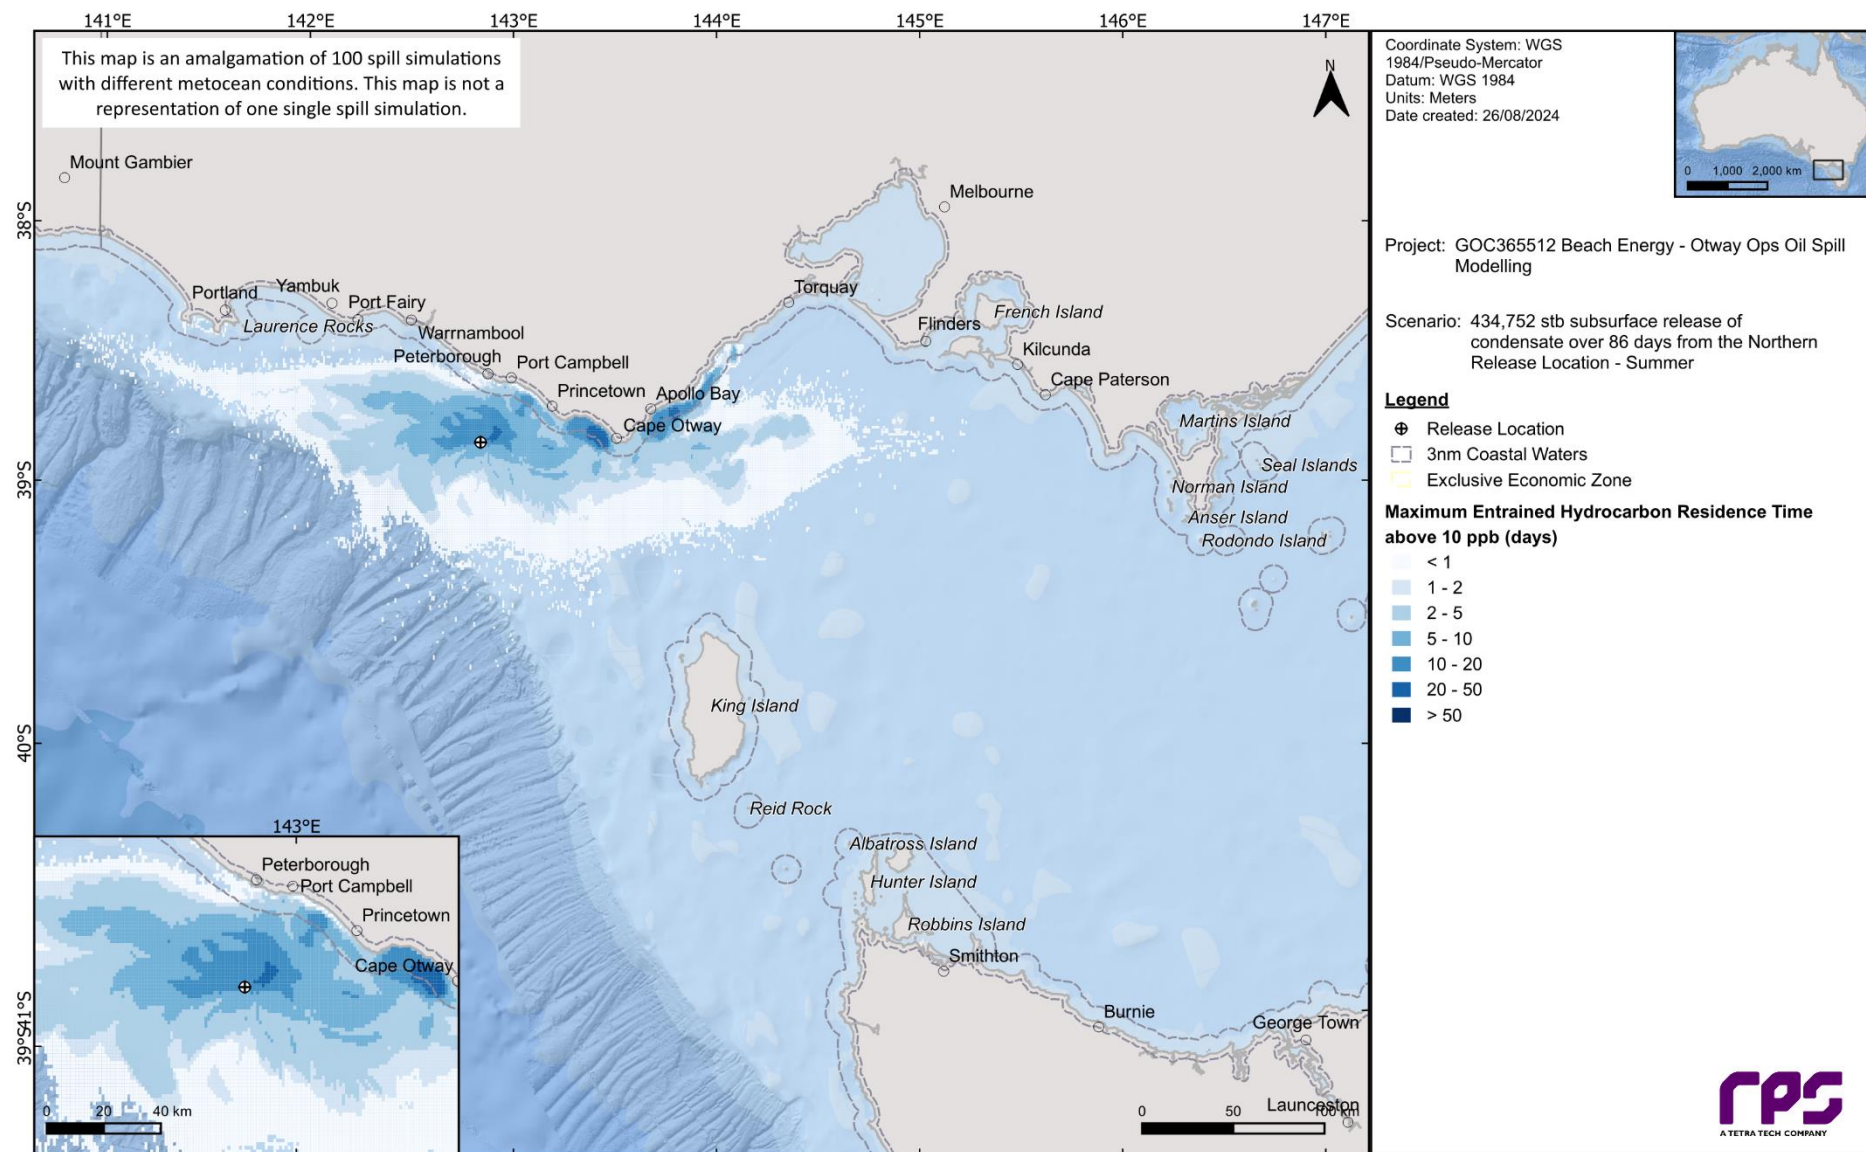 141°E
142°E
143°E
144°E
145°E
146°E
147°E
This map is an amalgamation of 100 spill simulations
with different metocean conditions. This map is not a
representation of one single spill simulation.
N
Mount Gambier
Melbourne
38°S
Portland
Yambuk
Port Fairy
Laurence Rocks
Warrnambool
Peterborough
Port Campbell
Princetown
Apollo Bay
Cape Otway
Torquay
Flinders
French Island
Kilcunda
Cape Paterson
Martins Island
Seal Islands
Norman Island
Anser Island
Rodondo Island
39°S
King Island
40°S
Reid Rock
Albatross Island
Hunter Island
Robbins Island
Smithton
Burnie
George Town
Launceston
0 50 100 km
41°S
143°E
Peterborough
Port Campbell
Princetown
Cape Otway
39°S
0 20 40 km
Coordinate System: WGS
1984/Pseudo-Mercator
Datum: WGS 1984
Units: Meters
Date created: 26/08/2024
0 1,000 2,000 km
Project: GOC365512 Beach Energy - Otway Ops Oil Spill
Modelling
Scenario: 434,752 stb subsurface release of
condensate over 86 days from the Northern
Release Location - Summer
Legend
Release Location
3nm Coastal Waters
Exclusive Economic Zone
Maximum Entrained Hydrocarbon Residence Time
above 10 ppb (days)
< 1
1 - 2
2 - 5
5 - 10
10 - 20
20 - 50
> 50
rps
A TETRA TECH COMPANY